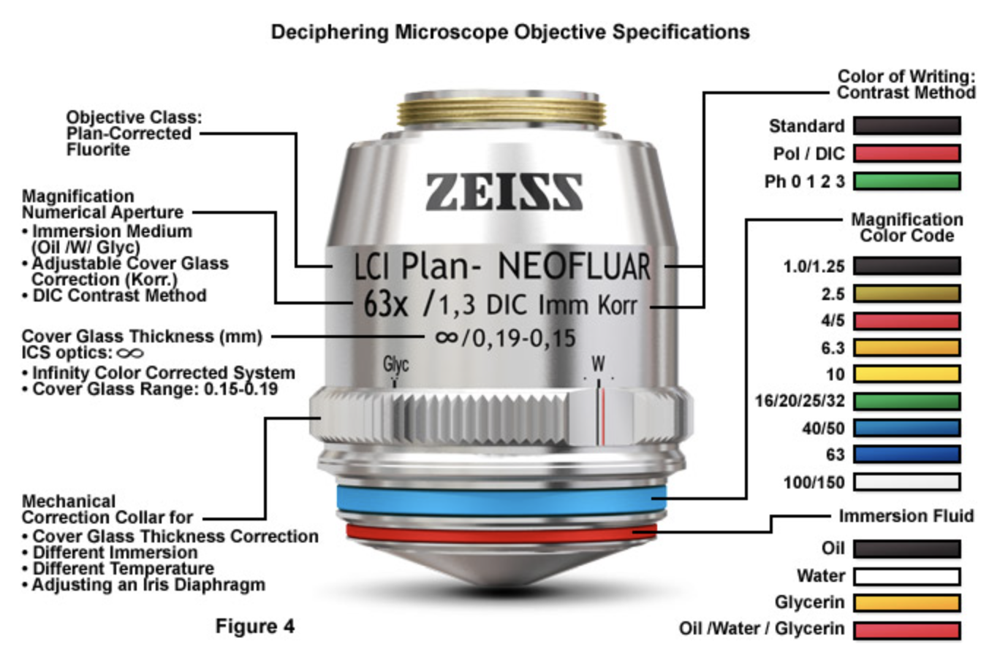 Deciphering Microscope Objective Specifications
Objective Class:
Plan-Corrected
Fluorite
Magnification
Numerical Aperture
• Immersion Medium
(Oil /W/ Glyc)
• Adjustable Cover Glass
Correction (Korr.)
• DIC Contrast Method
Cover Glass Thickness (mm)
ICS optics: ∞
• Infinity Color Corrected System
• Cover Glass Range: 0.15-0.19
Mechanical
Correction Collar for
• Cover Glass Thickness Correction
• Different Immersion
• Different Temperature
• Adjusting an Iris Diaphragm
Figure 4
ZEISS
LCI Plan- NEOFLUAR
63x /1,3 DIC Imm Korr
∞/0,19-0,15
Glyc W
Color of Writing:
Contrast Method
Standard
Pol / DIC
Ph 0 1 2 3
Magnification
Color Code
1.0/1.25
2.5
4/5
6.3
10
16/20/25/32
40/50
63
100/150
Immersion Fluid
Oil
Water
Glycerin
Oil /Water / Glycerin